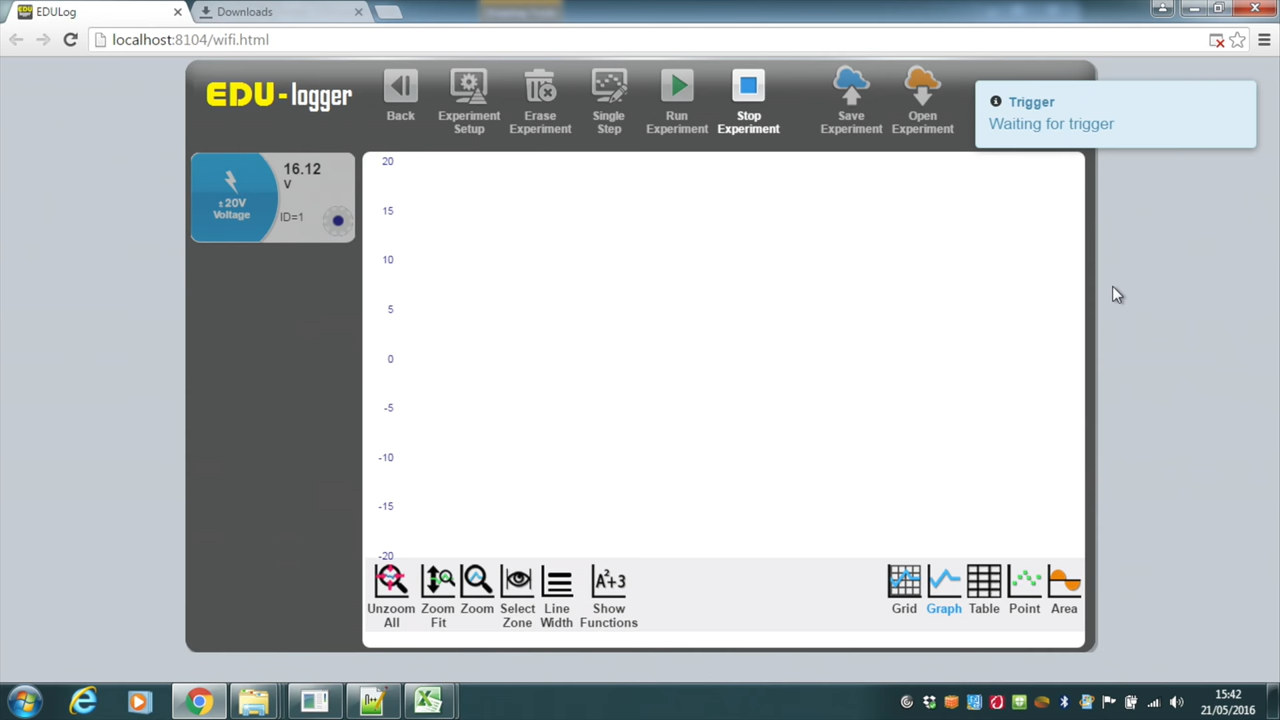 EDULog
Downloads
localhost:8104/wifi.html
EDU-logger
Back
Experiment
Setup
Erase
Experiment
Single
Step
Run
Experiment
Stop
Experiment
Save
Experiment
Open
Experiment
Trigger
Waiting for trigger
±20V
Voltage
16.12
V
ID=1
20
15
10
5
0
-5
-10
-15
-20
Unzoom
All
Zoom
Fit
Zoom
Select
Zone
Line
Width
A²+3
Show
Functions
Grid
Graph
Table
Point
Area
15:42
21/05/2016